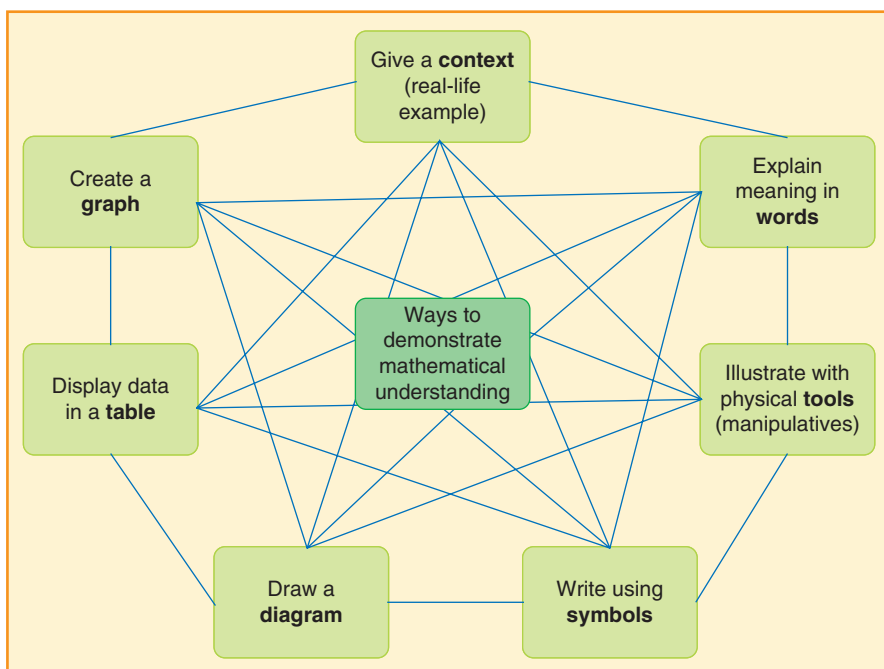 Give a context
(real-life
example)
Create a
graph
Explain
meaning in
words
Ways to
demonstrate
mathematical
understanding
Display data
in a table
Illustrate with
physical tools
(manipulatives)
Draw a
diagram
Write using
symbols